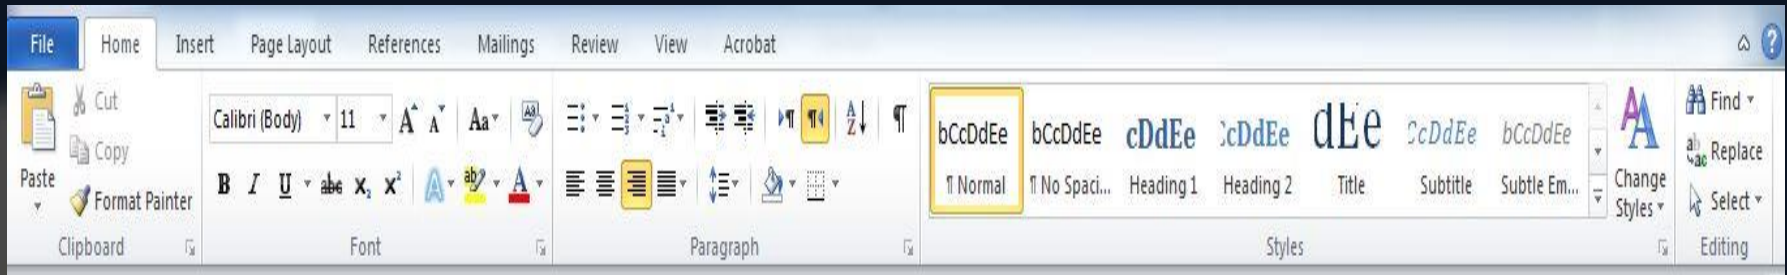 File Home Insert Page Layout References Mailings Review View Acrobat
Cut
Copy
Paste
Format Painter
Clipboard
Calibri (Body) 11
Aa
B I U abc x₂ x²
Font
A Z
Paragraph
bCcDdEe bCcDdEe cDdEe CcDdEe dEe CcDdEe bCcDdEe
¶ Normal ¶ No Spaci... Heading 1 Heading 2 Title Subtitle Subtle Em...
Change
Styles
Styles
Find
Replace
Select
Editing